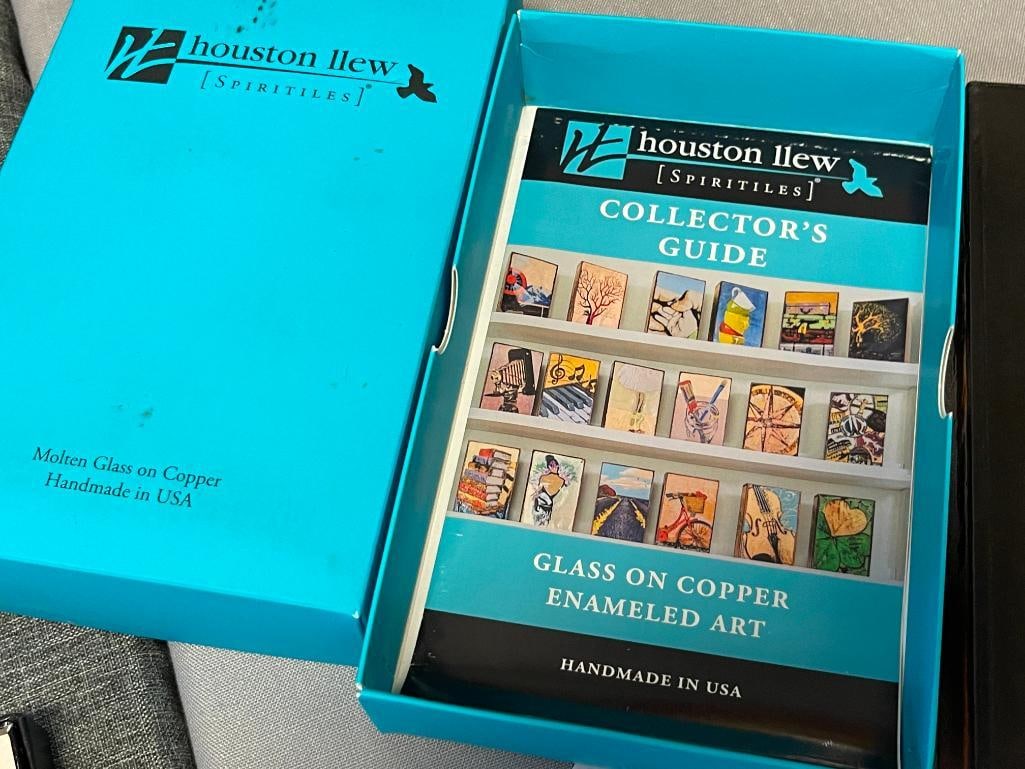 houston llew
[SPIRITILES]®
Molten Glass on Copper
Handmade in USA
houston llew
[SPIRITILES]®
COLLECTOR'S
GUIDE
GLASS ON COPPER
ENAMELED ART
HANDMADE IN USA